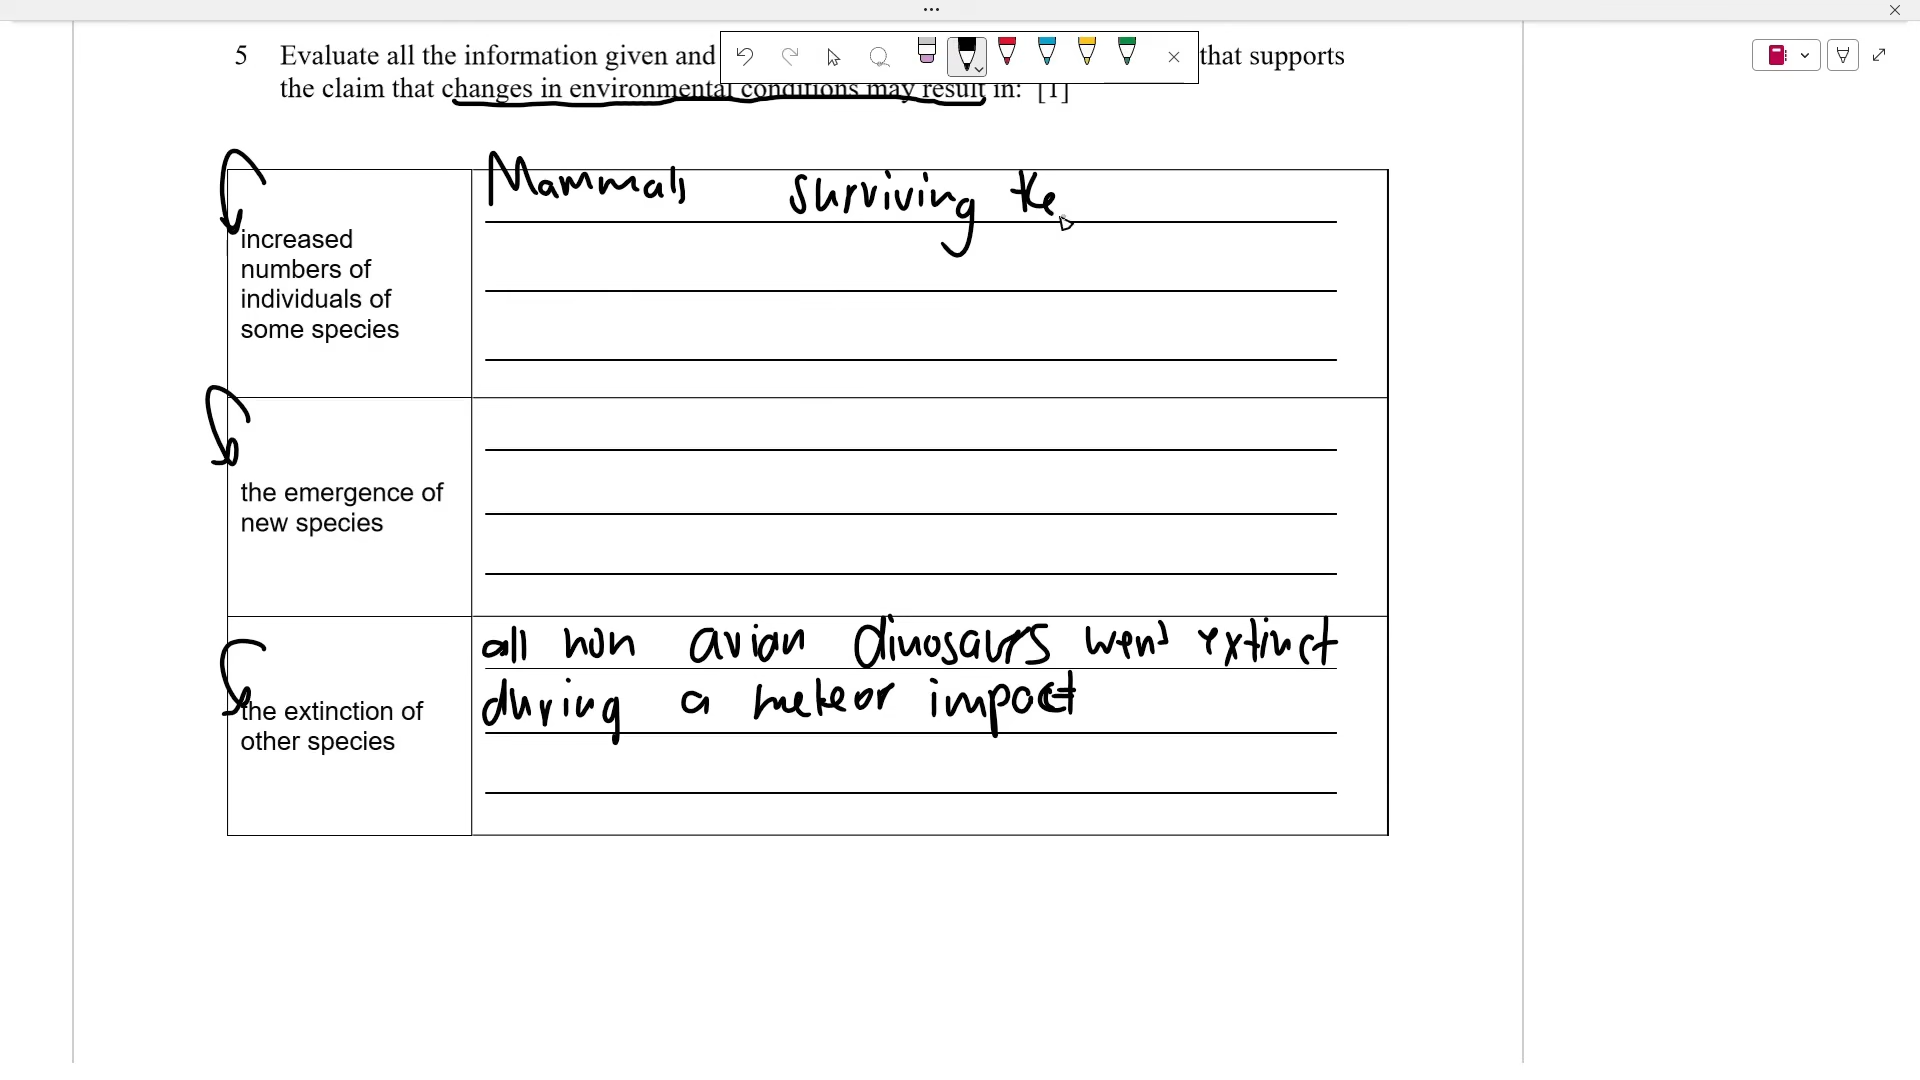 5 Evaluate all the information given and that supports
the claim that changes in environmental conditions may result in: [1]
increased
numbers of
individuals of
some species
Mammals surviving the
the emergence of
new species
the extinction of
other species
all non avian dinosaurs went extinct
during a meteor impact